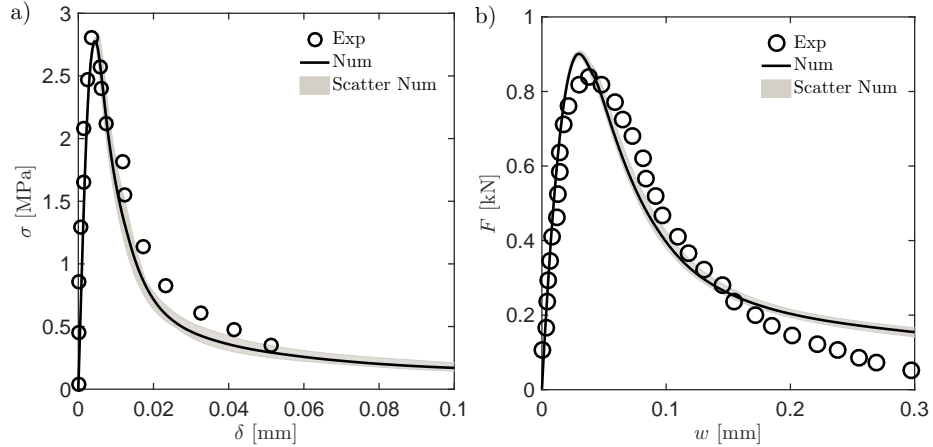 a)
3
2.5
2
1.5
1
0.5
0
σ [MPa]
Exp
Num
Scatter Num
0 0.02 0.04 0.06 0.08 0.1
δ [mm]
b)
1
0.8
0.6
0.4
0.2
0
F [kN]
Exp
Num
Scatter Num
0 0.1 0.2 0.3
w [mm]